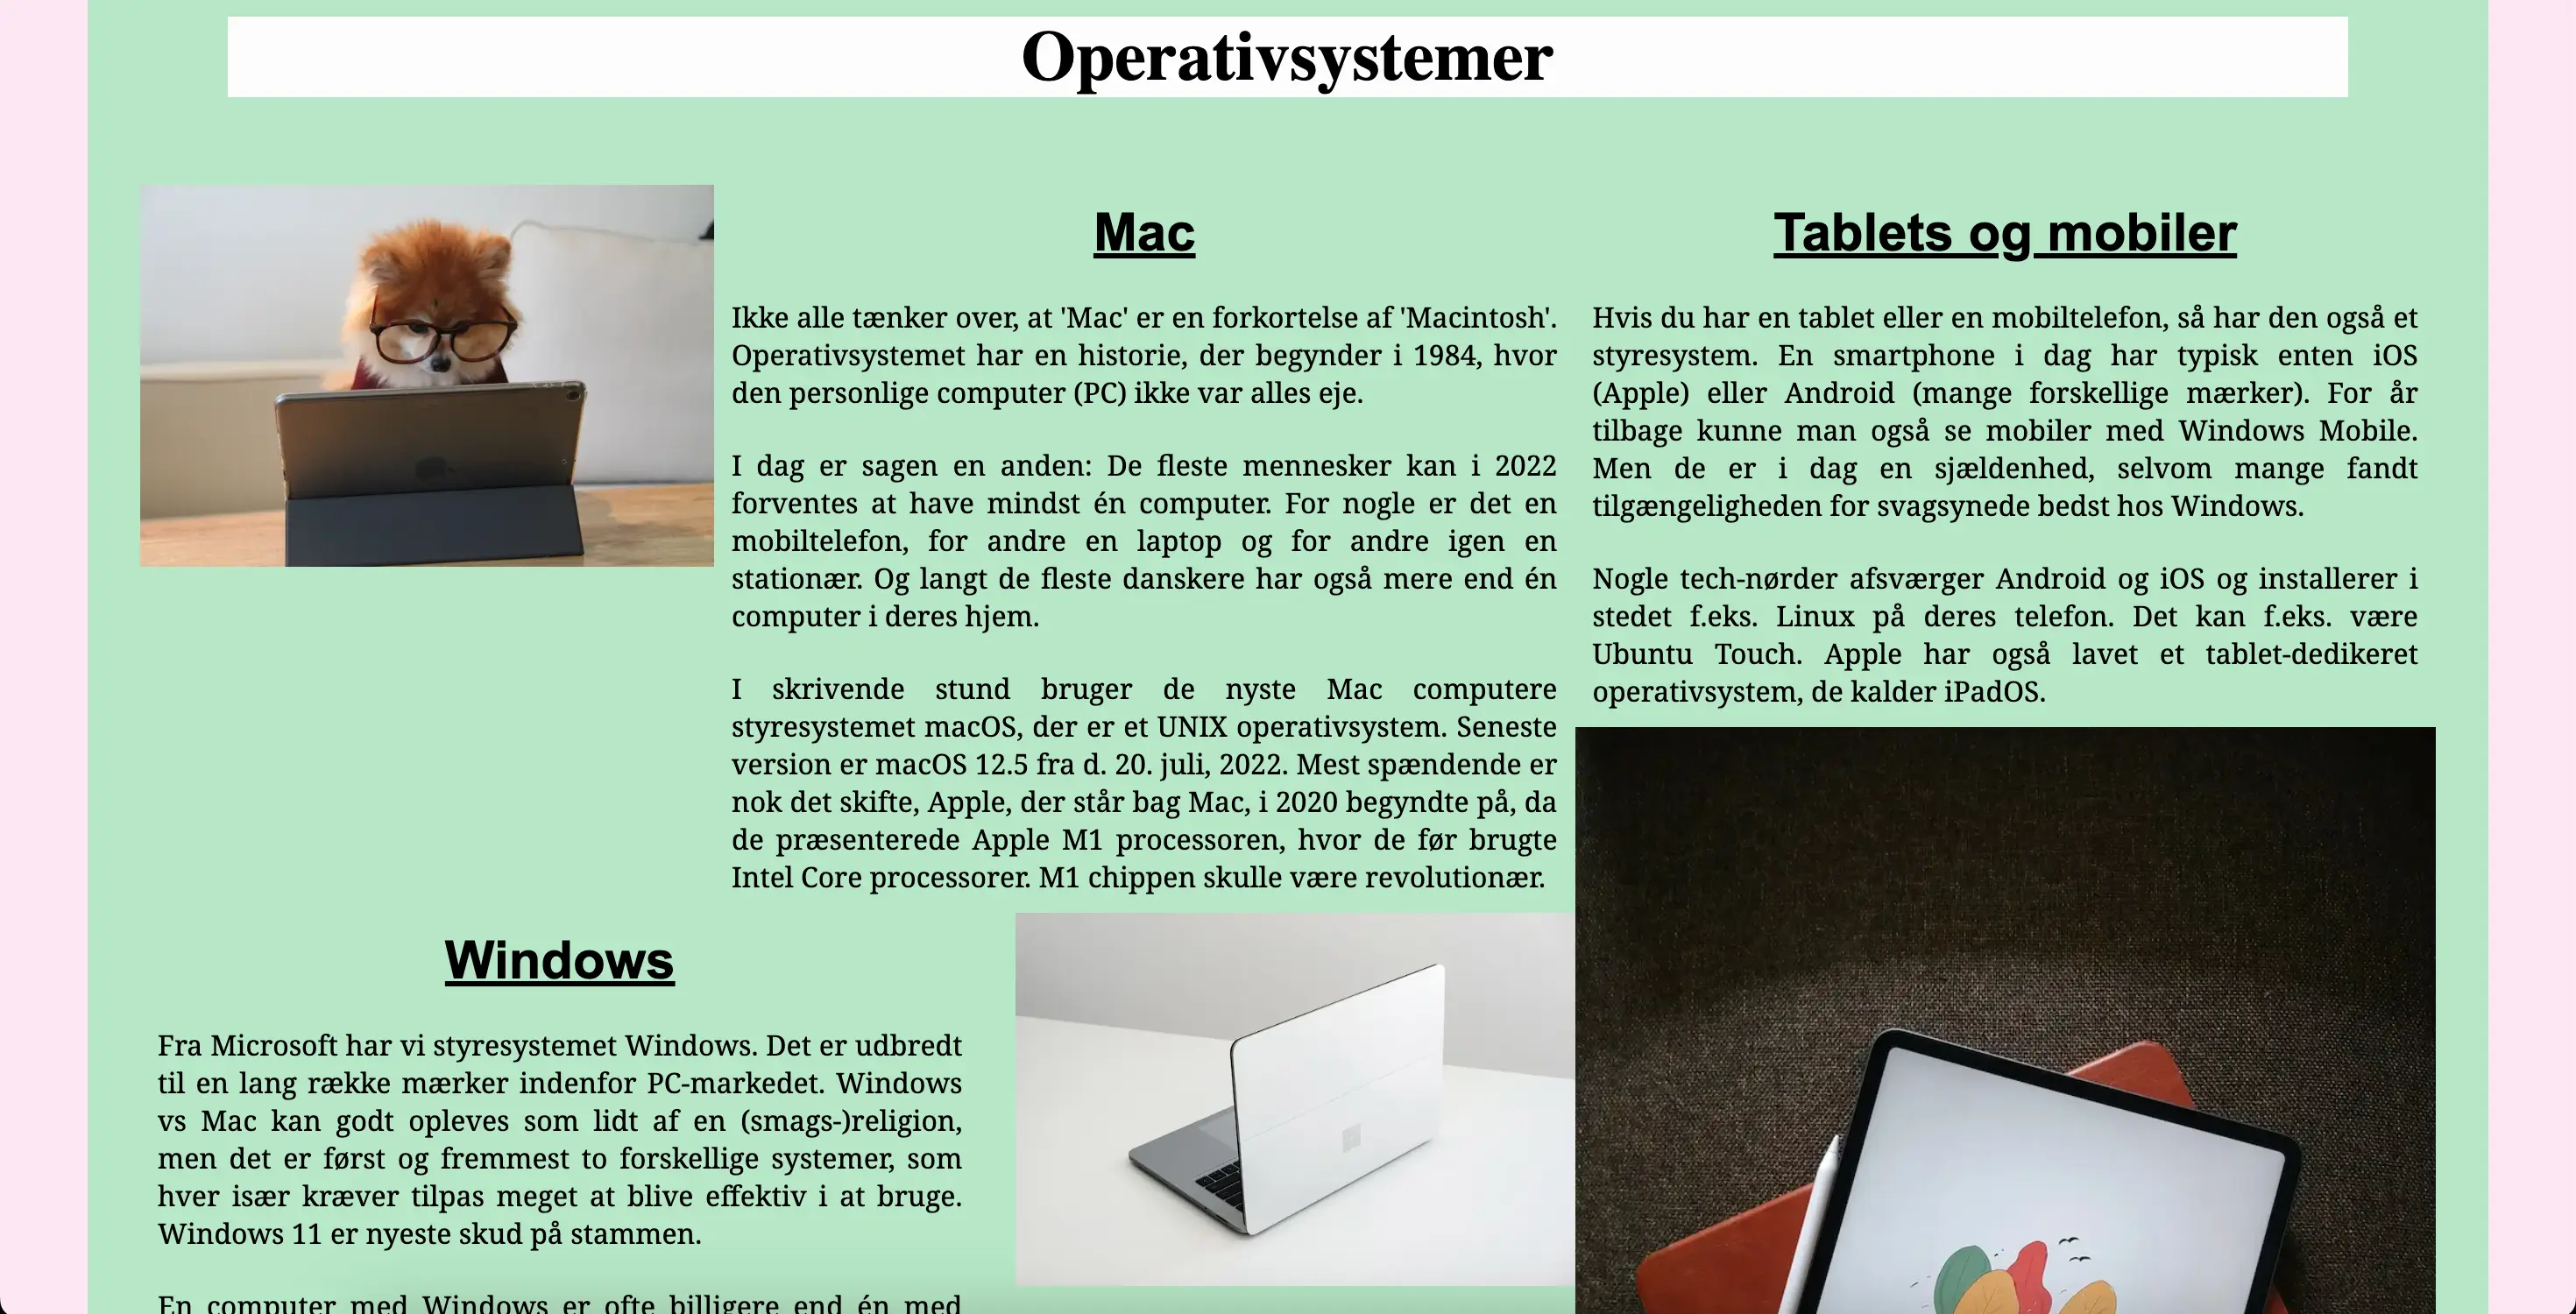 Operativsystemer
Mac
Ikke alle tænker over, at 'Mac' er en forkortelse af 'Macintosh'.
Operativsystemet har en historie, der begynder i 1984, hvor
den personlige computer (PC) ikke var alles eje.
I dag er sagen en anden: De fleste mennesker kan i 2022
forventes at have mindst én computer. For nogle er det en
mobiltelefon, for andre en laptop og for andre igen en
stationær. Og langt de fleste danskere har også mere end én
computer i deres hjem.
I skrivende stund bruger de nyste Mac computere
styresystemet macOS, der er et UNIX operativsystem. Seneste
version er macOS 12.5 fra d. 20. juli, 2022. Mest spændende er
nok det skifte, Apple, der står bag Mac, i 2020 begyndte på, da
de præsenterede Apple M1 processoren, hvor de før brugte
Intel Core processorer. M1 chippen skulle være revolutionær.
Tablets og mobiler
Hvis du har en tablet eller en mobiltelefon, så har den også et
styresystem. En smartphone i dag har typisk enten iOS
(Apple) eller Android (mange forskellige mærker). For år
tilbage kunne man også se mobiler med Windows Mobile.
Men de er i dag en sjældenhed, selvom mange fandt
tilgængeligheden for svagsynede bedst hos Windows.
Nogle tech-nørder afsværger Android og iOS og installerer i
stedet f.eks. Linux på deres telefon. Det kan f.eks. være
Ubuntu Touch. Apple har også lavet et tablet-dedikeret
operativsystem, de kalder iPadOS.
Windows
Fra Microsoft har vi styresystemet Windows. Det er udbredt
til en lang række mærker indenfor PC-markedet. Windows
vs Mac kan godt opleves som lidt af en (smags-)religion,
men det er først og fremmest to forskellige systemer, som
hver især kræver tilpas meget at blive effektiv i at bruge.
Windows 11 er nyeste skud på stammen.
En computer med Windows er ofte billigere end én med